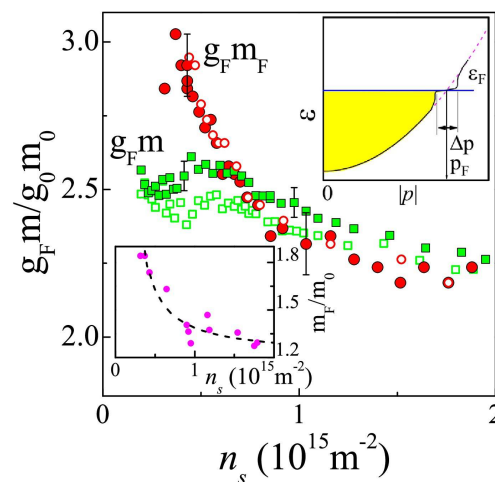 g_F m/g_0 m_0
3.0
2.5
2.0
g_F m_F
g_F m
ε
ε_F
Δp
p_F
0
|p|
1.8
1.5
1.2
m_F/m_0
0
1
n_s (10^15 m^-2)
0
1
2
n_s (10^15 m^-2)